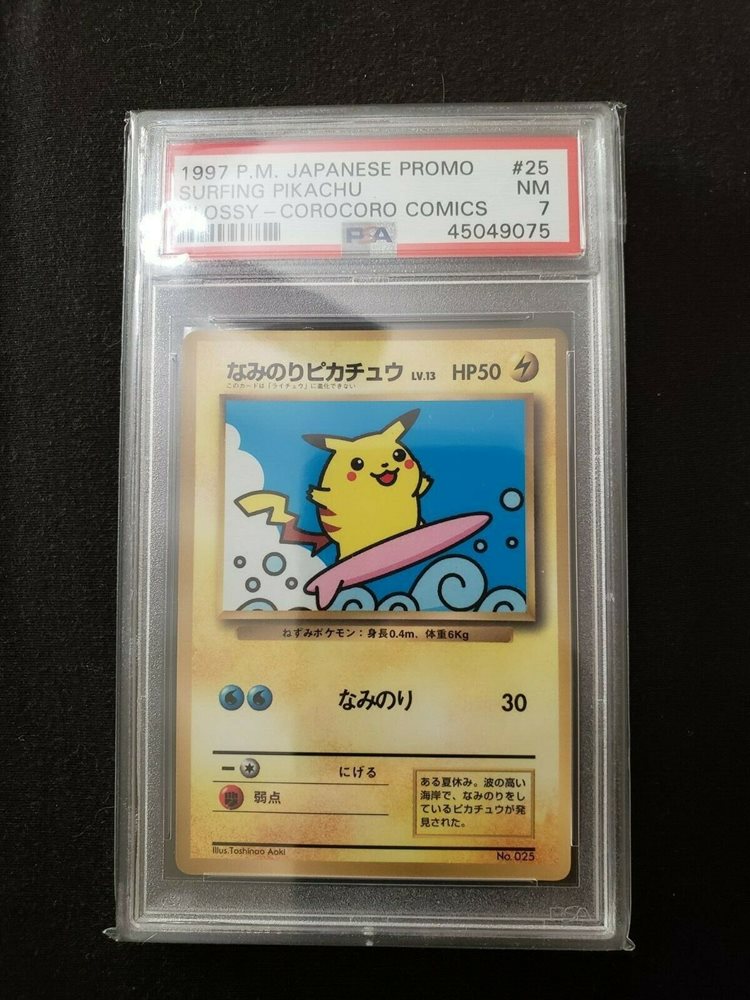 1997 P.M. JAPANESE PROMO #25
SURFING PIKACHU NM
GLOSSY-COROCORO COMICS 7
PSA 45049075
なみのりピカチュウ LV.13 HP50
このカードは「ライチュウ」に進化できない
ねずみポケモン：身長0.4m、体重6Kg
なみのり 30
にげる
弱点
ある夏休み。波の高い
海岸で、なみのりをし
ているピカチュウが発
見された。
Illus.Toshinao Aoki
No.025
PSA